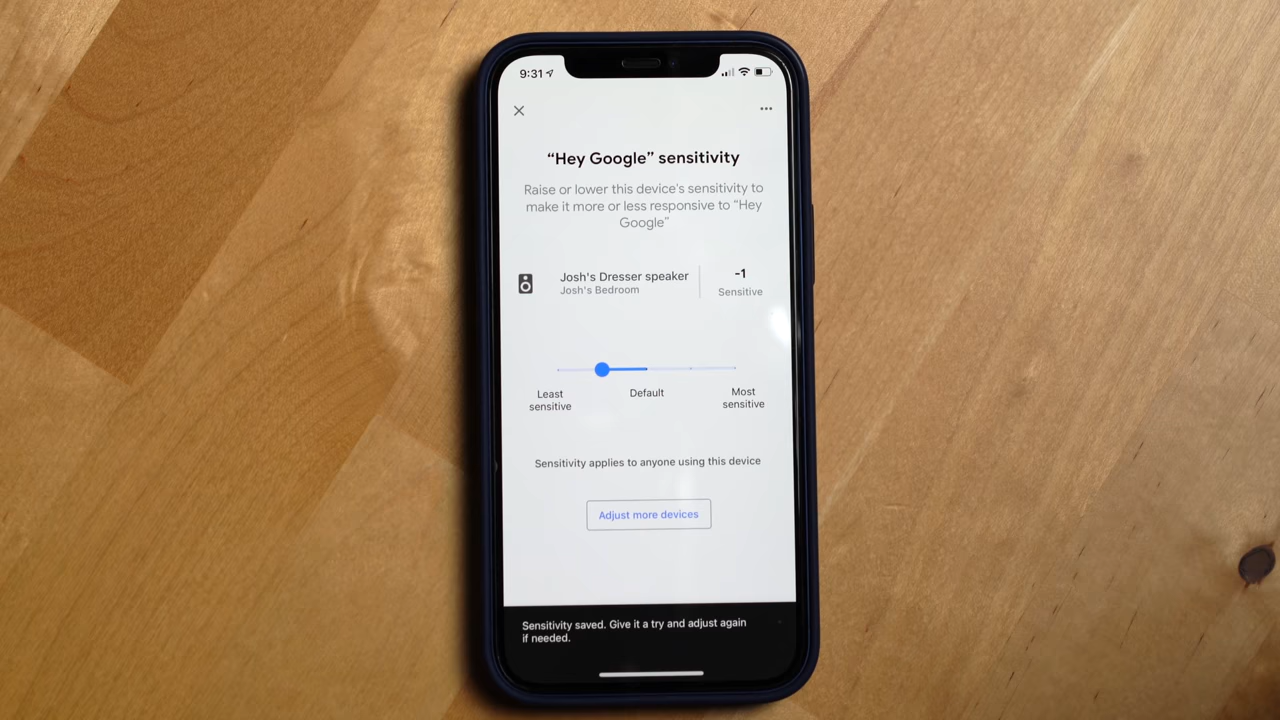 9:31
“Hey Google” sensitivity
Raise or lower this device's sensitivity to
make it more or less responsive to “Hey
Google”
Josh's Dresser speaker
Josh's Bedroom
-1
Sensitive
Least
sensitive
Default
Most
sensitive
Sensitivity applies to anyone using this device
Adjust more devices
Sensitivity saved. Give it a try and adjust again
if needed.